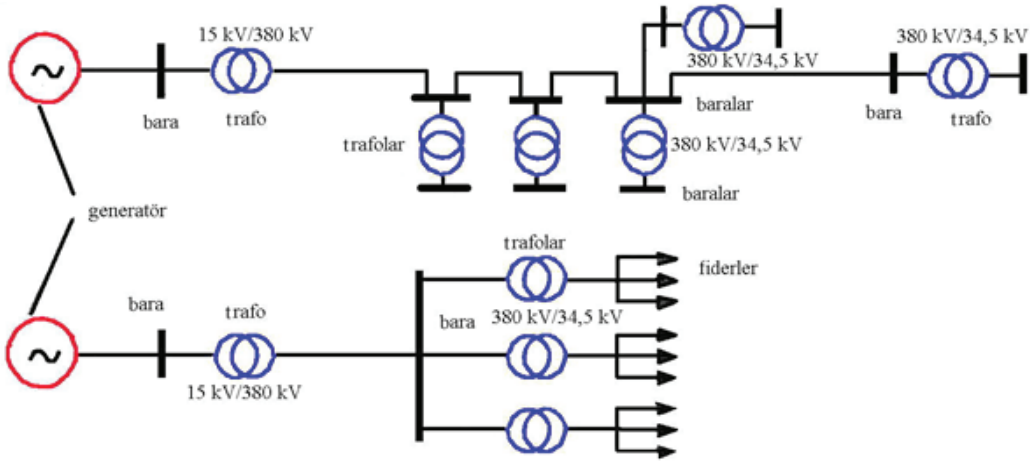 15 kV/380 kV
bara
trafo
trafolar
380 kV/34,5 kV
baralar
380 kV/34,5 kV
baralar
380 kV/34,5 kV
bara
trafo
generatör
bara
trafo
15 kV/380 kV
bara
trafolar
380 kV/34,5 kV
fiderler